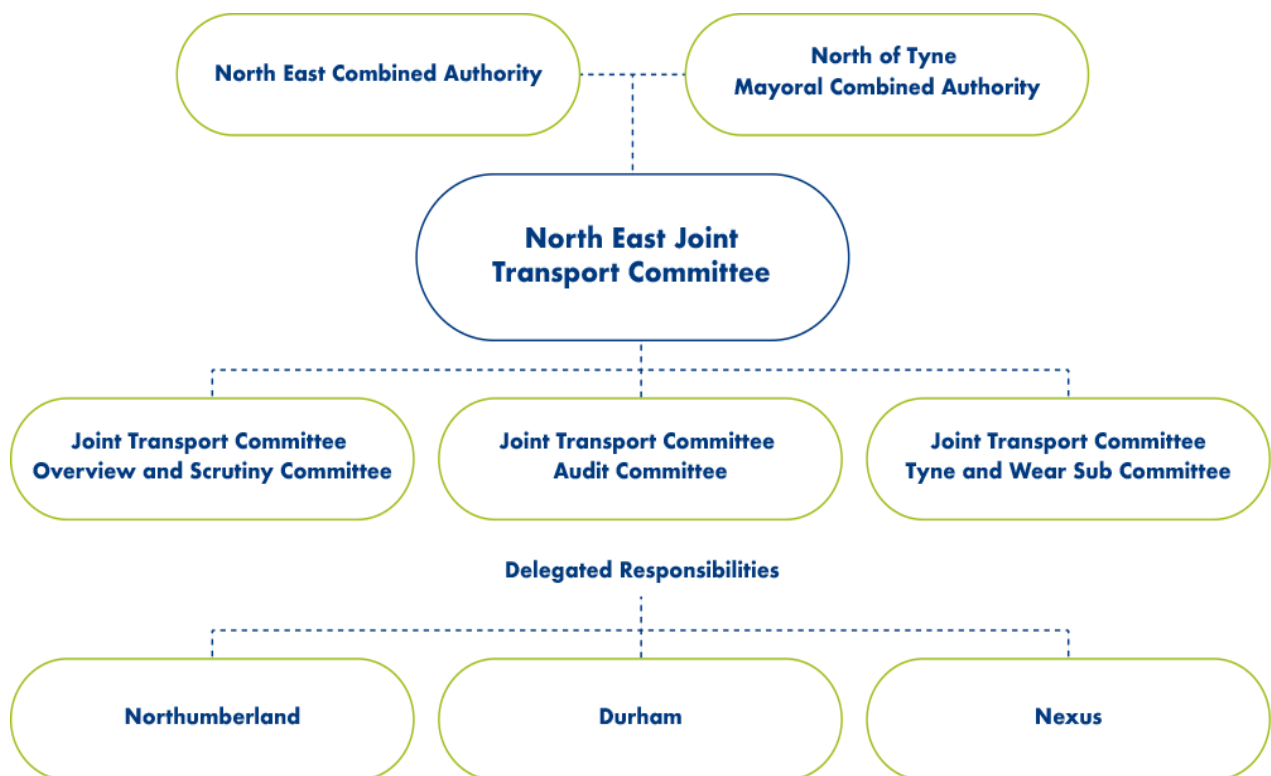 North East Combined Authority
North of Tyne
Mayoral Combined Authority
North East Joint
Transport Committee
Joint Transport Committee
Overview and Scrutiny Committee
Joint Transport Committee
Audit Committee
Joint Transport Committee
Tyne and Wear Sub Committee
Delegated Responsibilities
Northumberland
Durham
Nexus